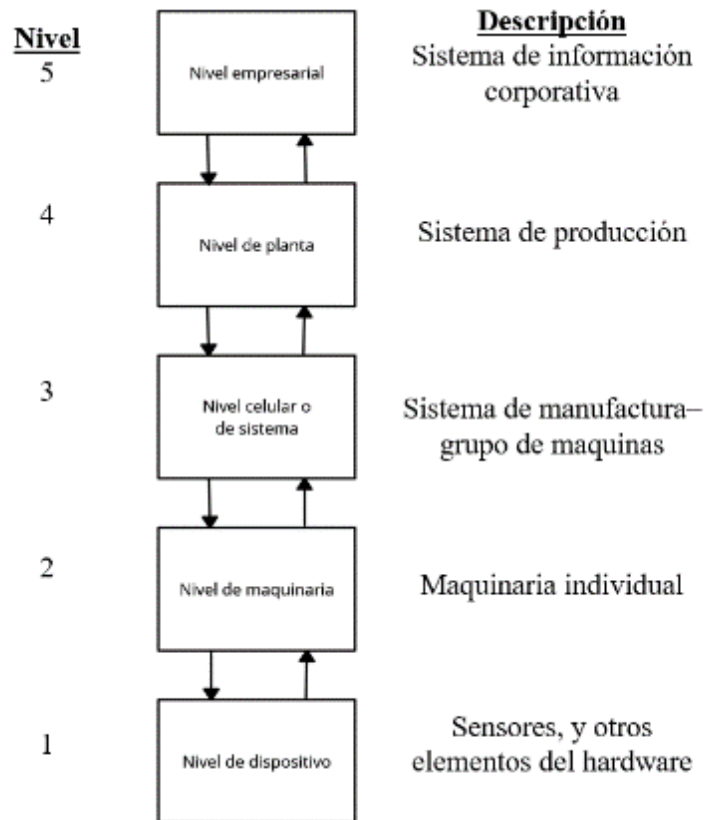 Nivel
Descripción
5
Nivel empresarial
Sistema de información
corporativa
4
Nivel de planta
Sistema de producción
3
Nivel celular o
de sistema
Sistema de manufactura–
grupo de maquinas
2
Nivel de maquinaria
Maquinaria individual
1
Nivel de dispositivo
Sensores, y otros
elementos del hardware